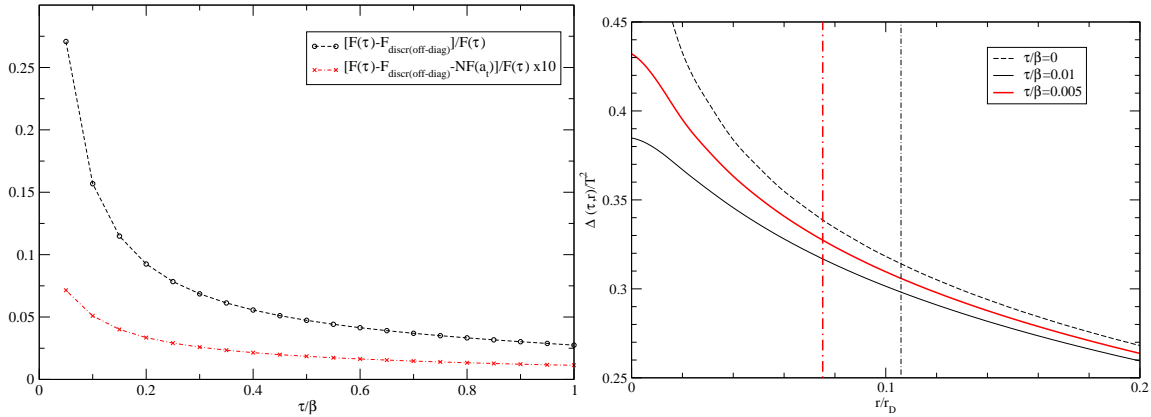 [F(τ)-F_discr(off-diag)]/F(τ)
[F(τ)-F_discr(off-diag)-NF(a_t)]/F(τ) x10
0.25
0.2
0.15
0.1
0.05
0
0 0.2 0.4 0.6 0.8 1
τ/β
τ/β=0
τ/β=0.01
τ/β=0.005
Δ (τ,r)/T^2
0.45
0.4
0.35
0.3
0.25
0 0.1 0.2
r/r_D